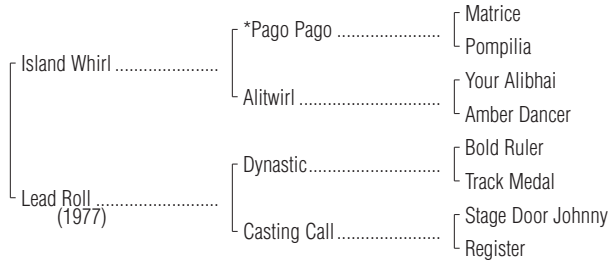 Matrice
*Pago Pago ..................
Pompilia
Island Whirl ..................
Your Alibhai
Alitwirl .........................
Amber Dancer
Bold Ruler
Dynastic.......................
Track Medal
Lead Roll .....................
(1977)
Stage Door Johnny
Casting Call..................
Register